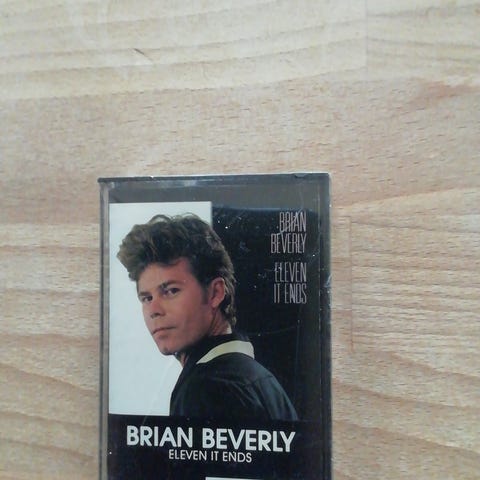 BRIAN
BEVERLY
ELEVEN
IT ENDS
BRIAN BEVERLY
ELEVEN IT ENDS